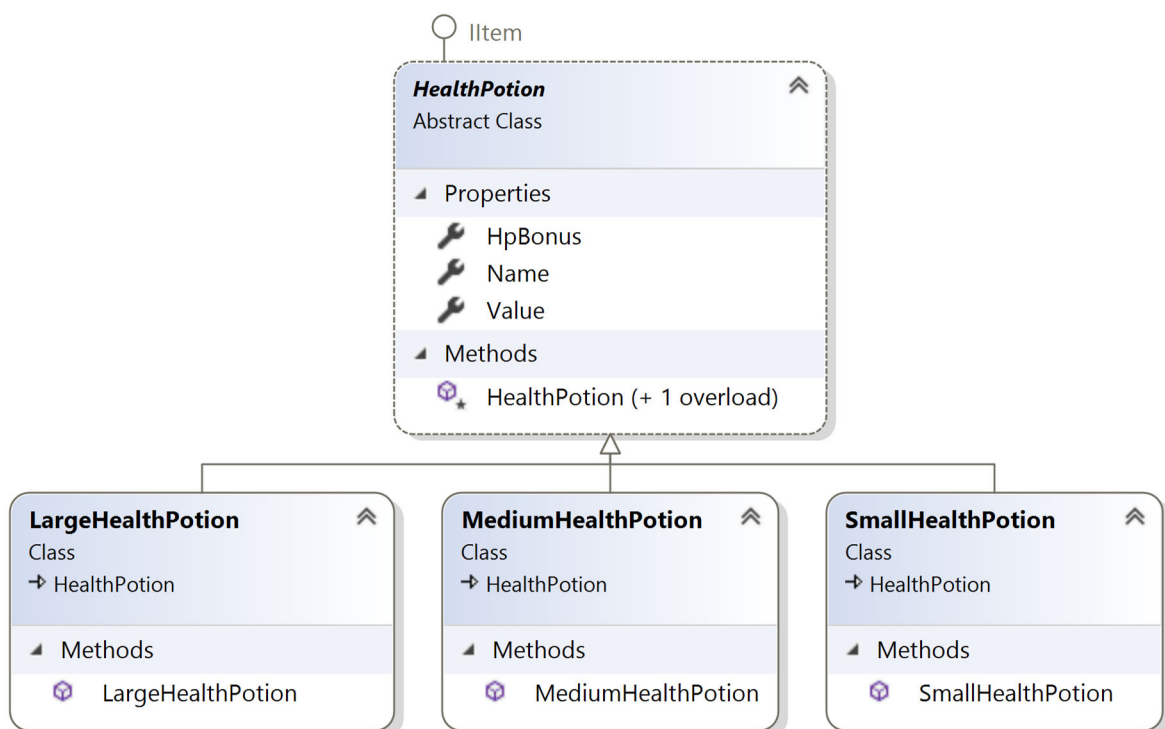 IItem
HealthPotion
Abstract Class
Properties
HpBonus
Name
Value
Methods
HealthPotion (+ 1 overload)
LargeHealthPotion
Class
HealthPotion
Methods
LargeHealthPotion
MediumHealthPotion
Class
HealthPotion
Methods
MediumHealthPotion
SmallHealthPotion
Class
HealthPotion
Methods
SmallHealthPotion